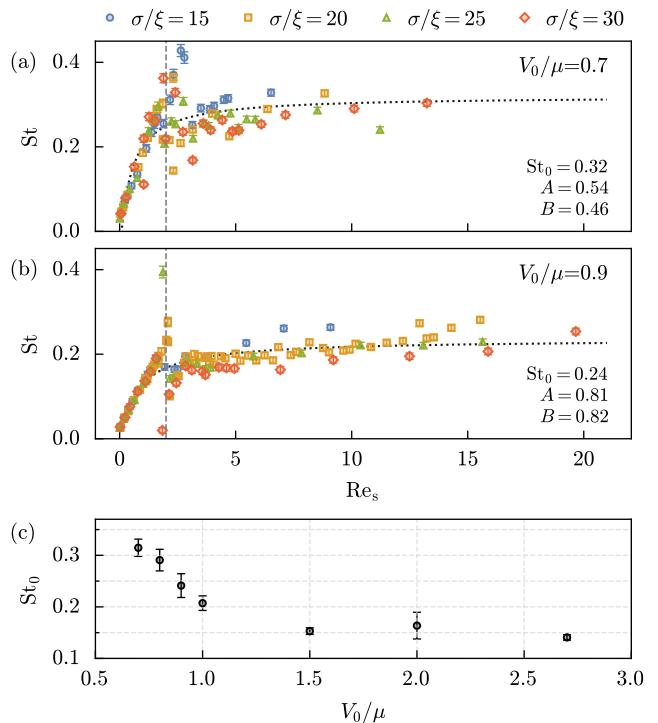 σ/ξ = 15 σ/ξ = 20 σ/ξ = 25 σ/ξ = 30
(a)
V₀/μ=0.7
0.4
St
0.2
St₀ = 0.32
A = 0.54
B = 0.46
0.0
(b)
V₀/μ=0.9
0.4
St
0.2
St₀ = 0.24
A = 0.81
B = 0.82
0.0
0 5 10 15 20
Reₛ
(c)
0.3
St₀
0.2
0.1
0.5 1.0 1.5 2.0 2.5 3.0
V₀/μ